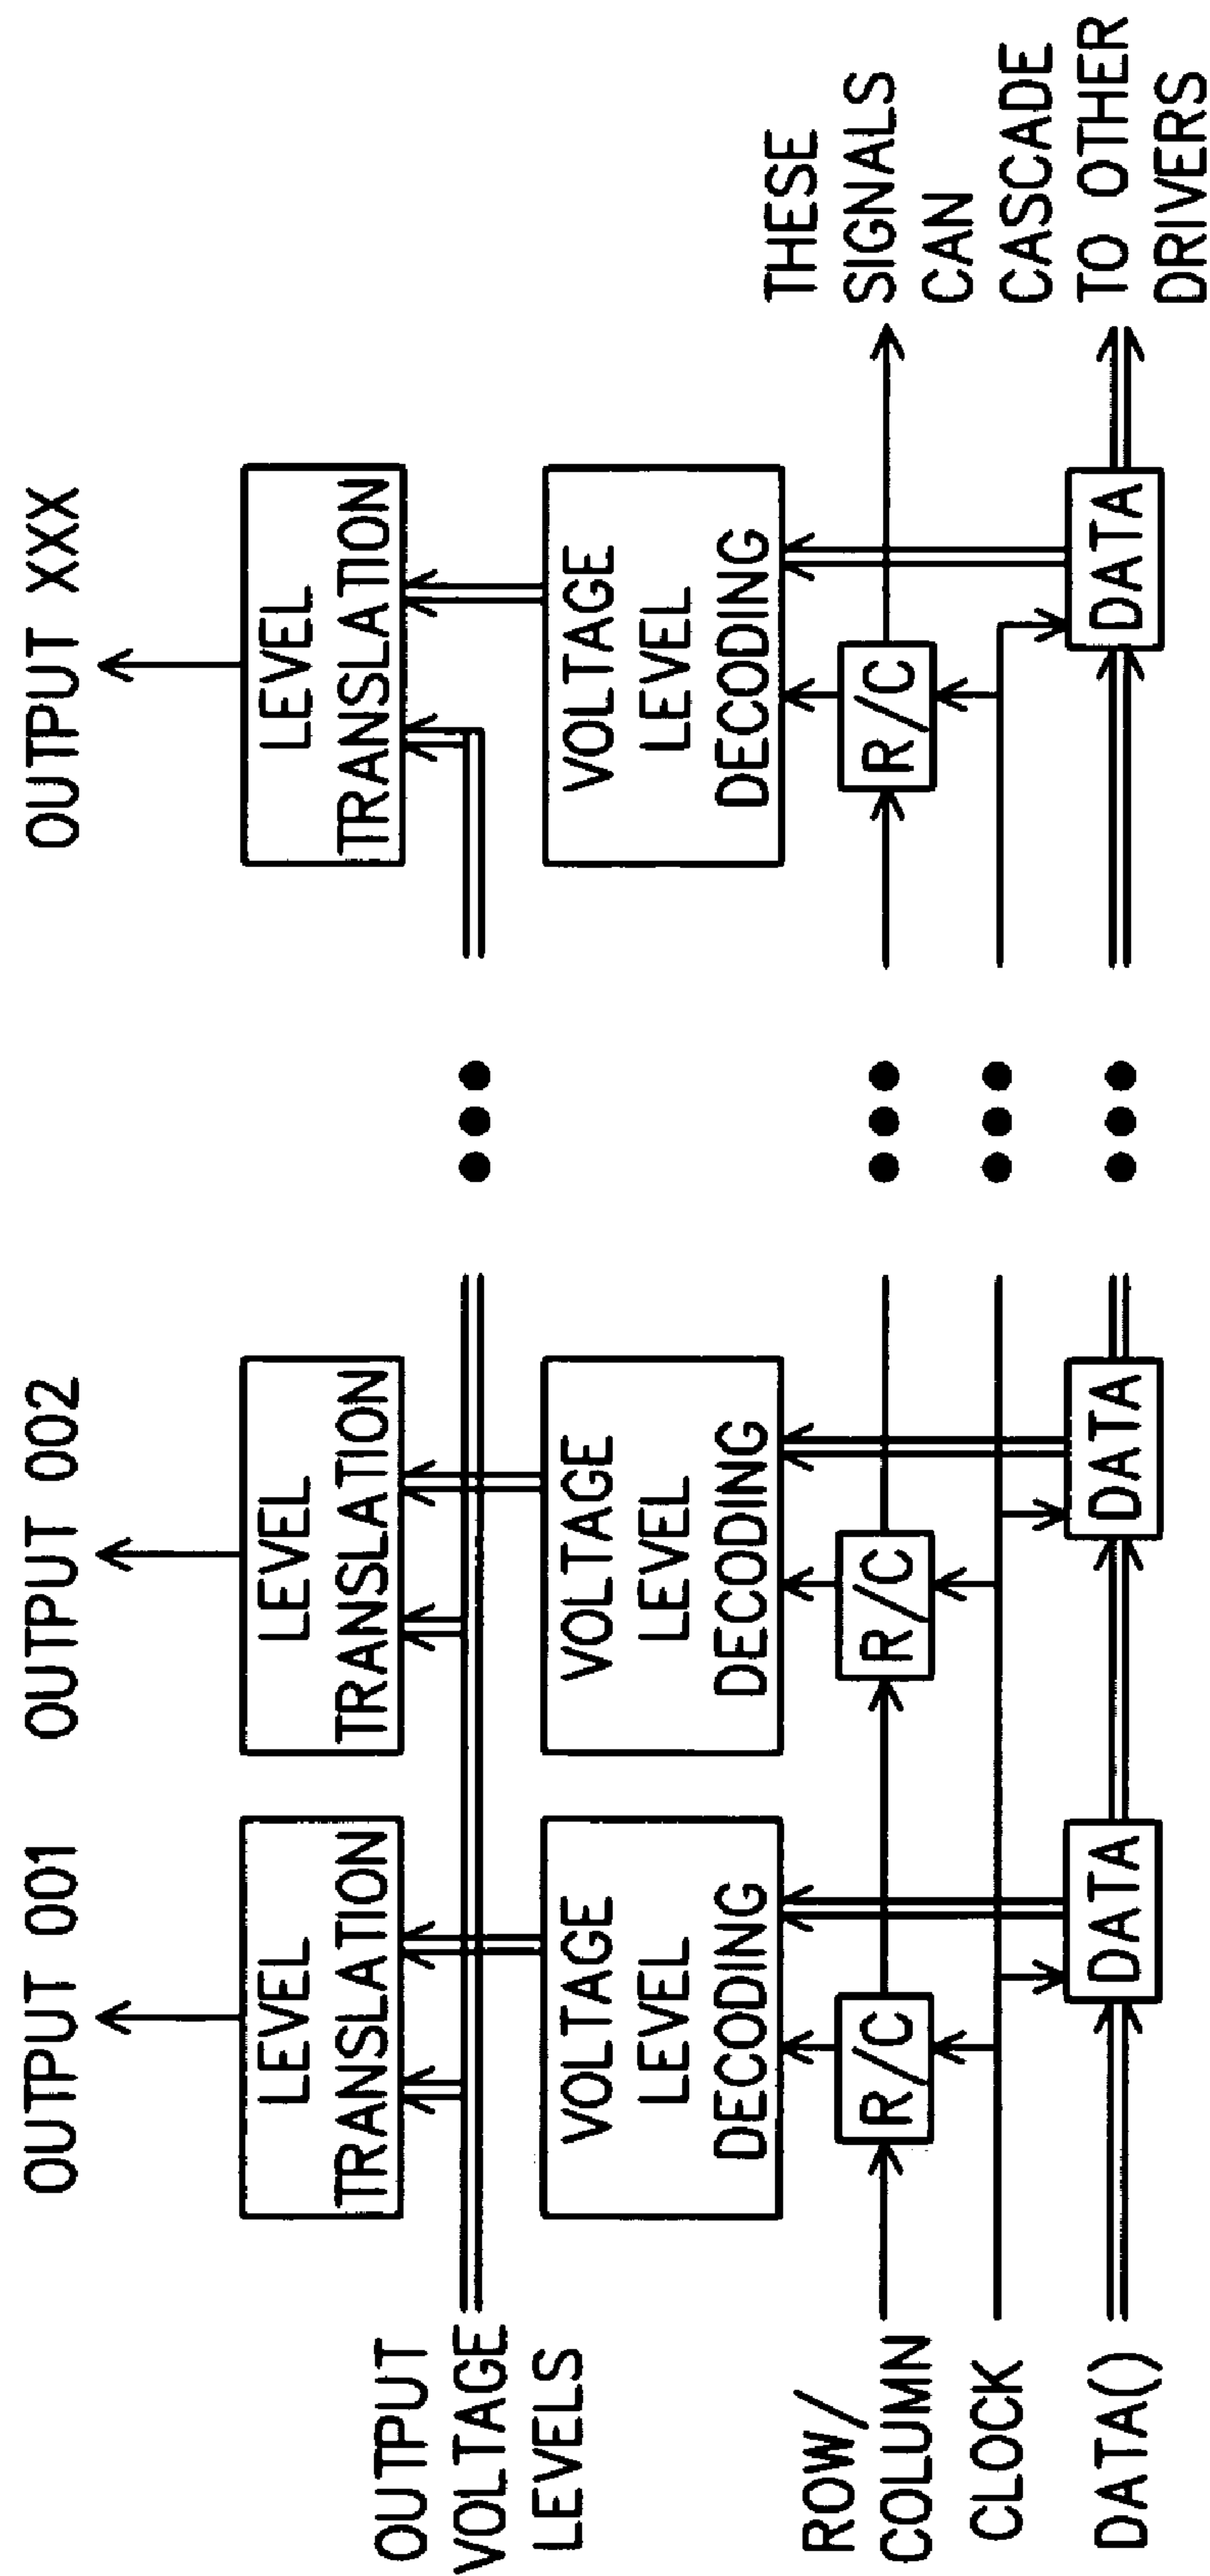 OUTPUT 001
OUTPUT 002
OUTPUT XXX
LEVEL
TRANSLATION
LEVEL
TRANSLATION
LEVEL
TRANSLATION
OUTPUT
VOLTAGE
LEVELS
VOLTAGE
LEVEL
DECODING
VOLTAGE
LEVEL
DECODING
VOLTAGE
LEVEL
DECODING
ROW/
COLUMN
R/C
R/C
R/C
CLOCK
DATA()
DATA
DATA
DATA
THESE
SIGNALS
CAN
CASCADE
TO OTHER
DRIVERS